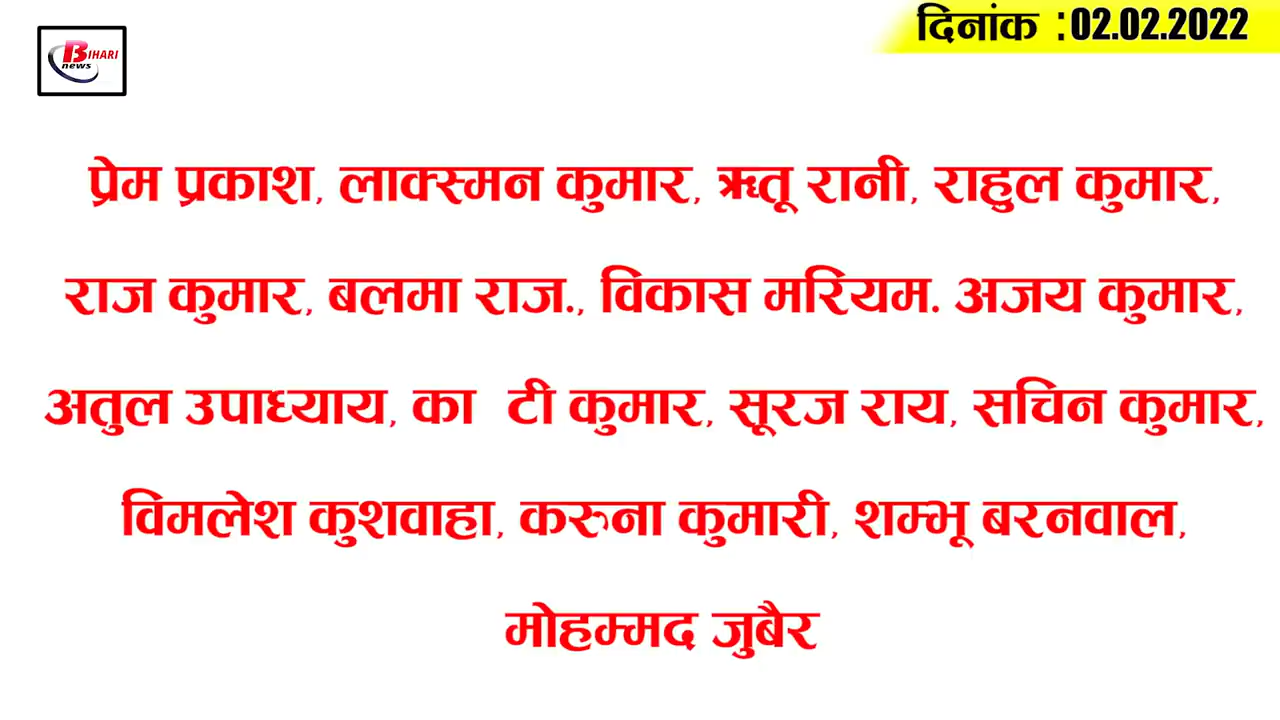 BIHARI
news
दिनांक :02.02.2022
प्रेम प्रकाश, लाक्स्मन कुमार, ऋतू रानी, राहुल कुमार,
राज कुमार, बलमा राज., विकास मरियम. अजय कुमार,
अतुल उपाध्याय, का टी कुमार, सूरज राय, सचिन कुमार,
विमलेश कुशवाहा, करुना कुमारी, शम्भू बरनवाल,
मोहम्मद जुबैर